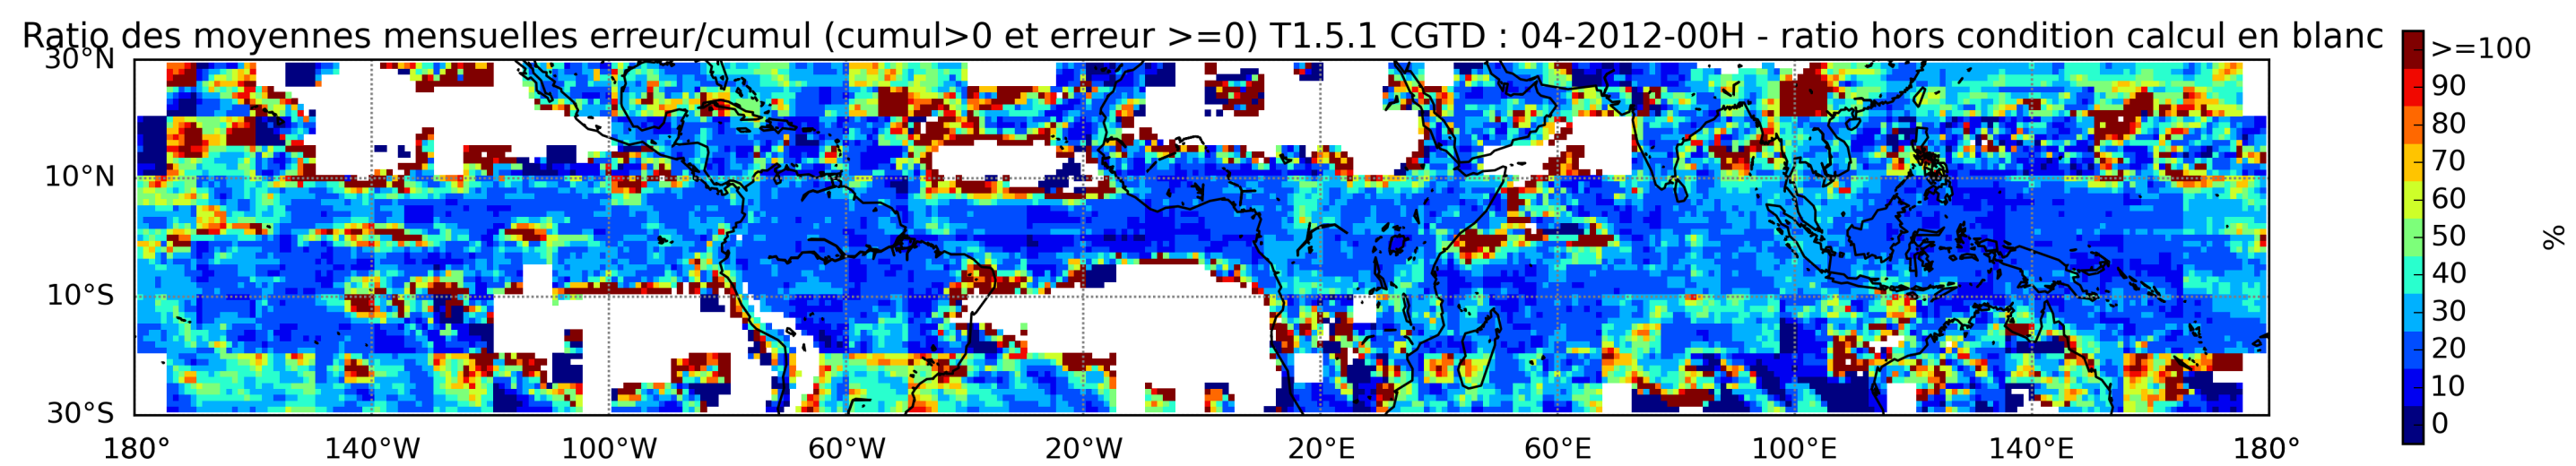 Ratio des moyennes mensuelles erreur/cumul (cumul>0 et erreur >=0) T1.5.1 CGTD : 04-2012-00H - ratio hors condition calcul en blanc
30°N
10°N
10°S
30°S
180° 140°W 100°W 60°W 20°W 20°E 60°E 100°E 140°E 180°
>=100
90
80
70
60
50
40
30
20
10
0
%